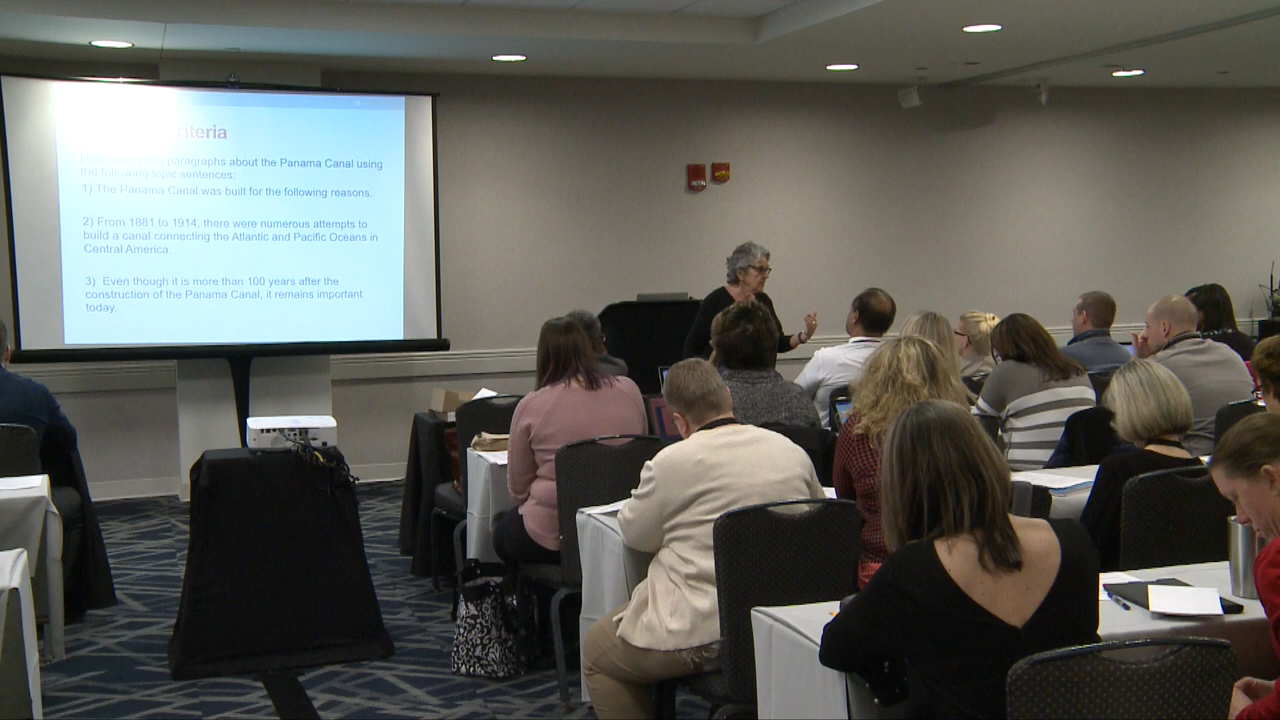 riteria
I will write three paragraphs about the Panama Canal using
the following topic sentences:
1) The Panama Canal was built for the following reasons.
2) From 1881 to 1914, there were numerous attempts to
build a canal connecting the Atlantic and Pacific Oceans in
Central America.
3) Even though it is more than 100 years after the
construction of the Panama Canal, it remains important
today.